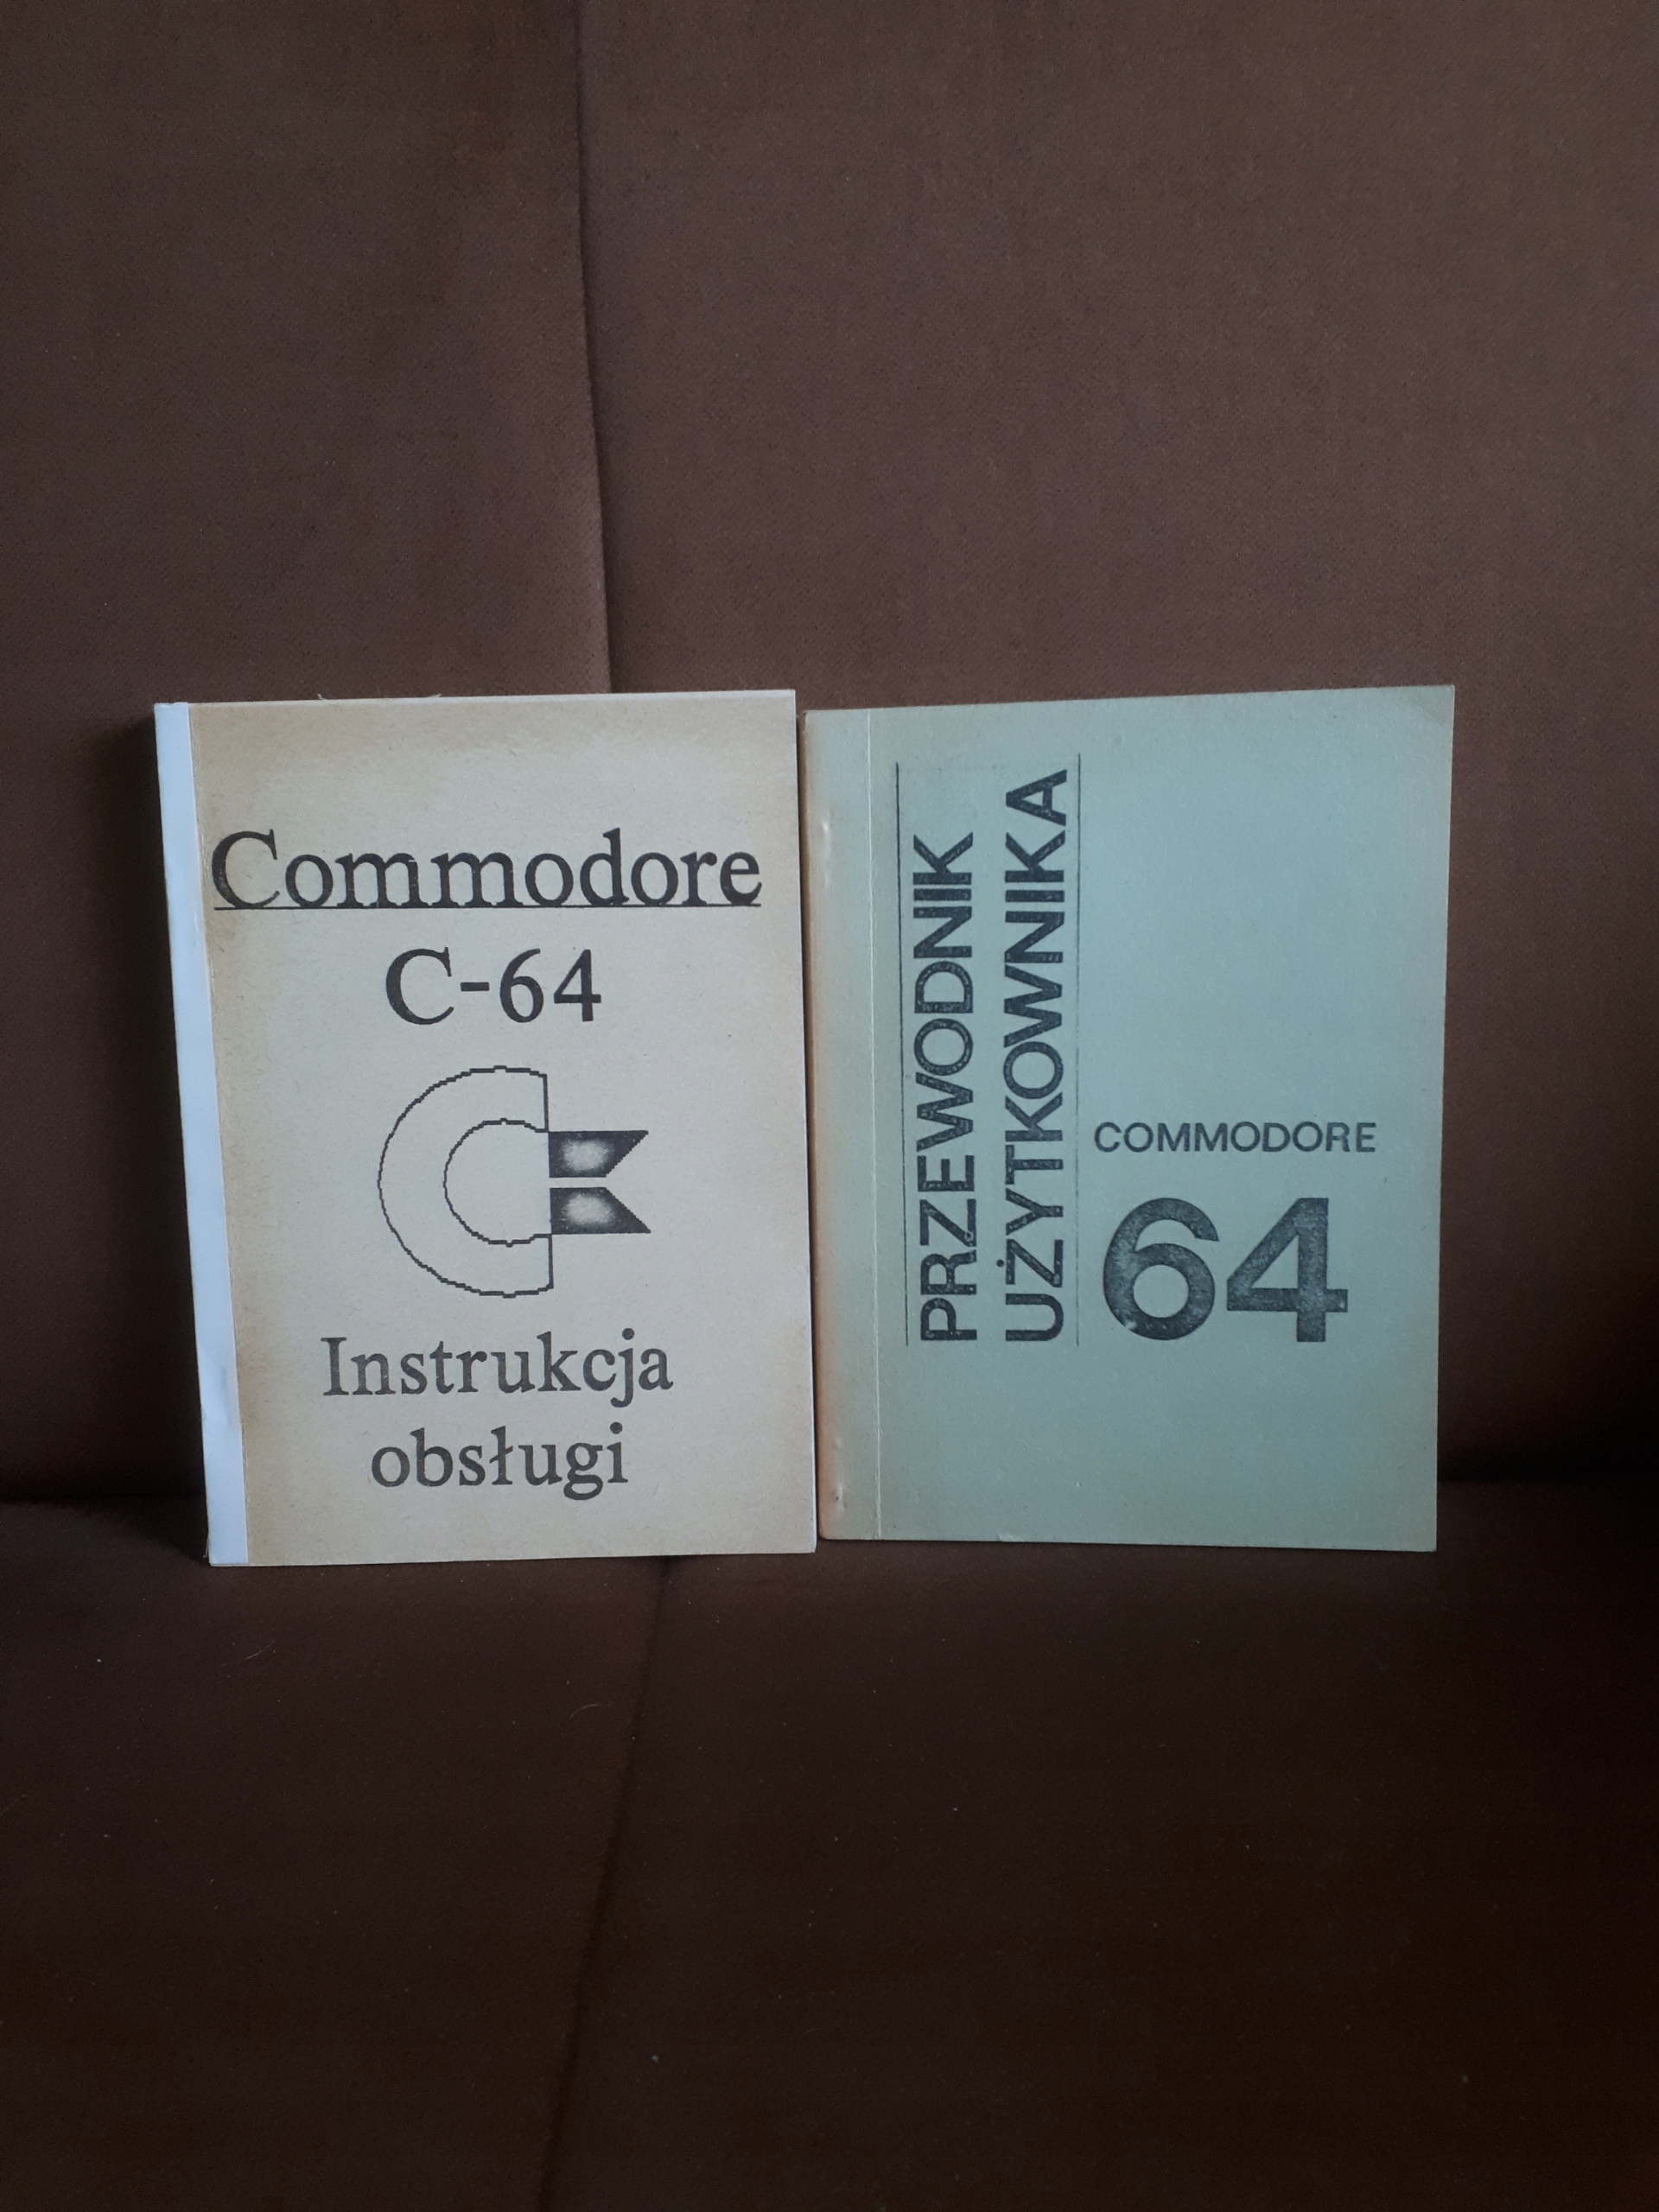 Commodore
C-64
Instrukcja
obsługi
PRZEWODNIK
UŻYTKOWNIKA
COMMODORE
64